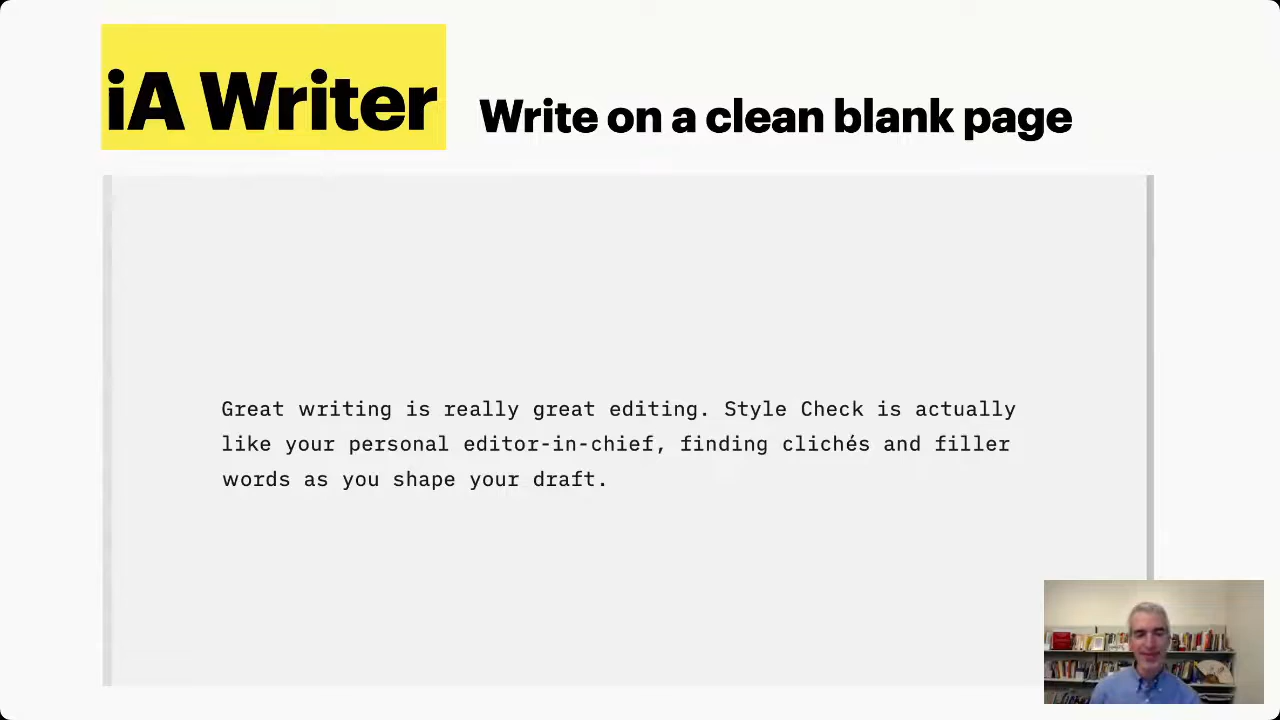 iA Writer
Write on a clean blank page
Great writing is really great editing. Style Check is actually
like your personal editor-in-chief, finding clichés and filler
words as you shape your draft.